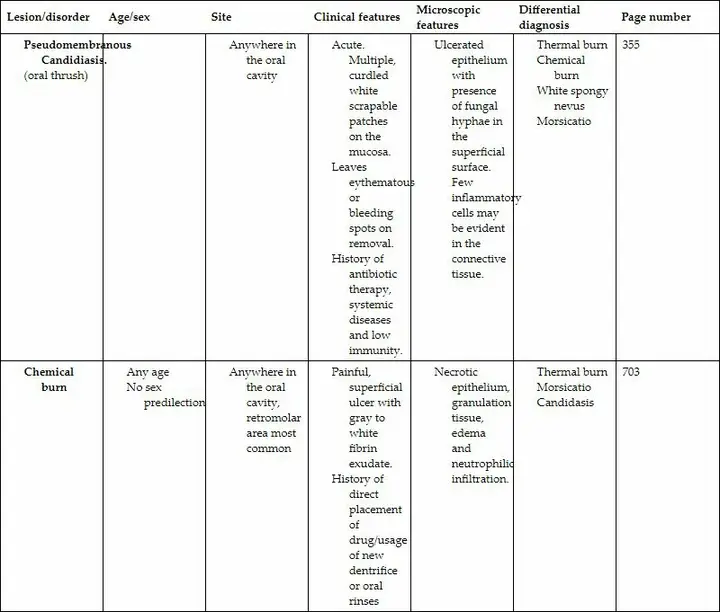 Lesion/disorder Age/sex Site Clinical features Microscopic features Differential diagnosis Page number
Pseudomembranous
Candidiasis.
(oral thrush)
Anywhere in
the oral
cavity
Acute.
Multiple,
curdled
white
scrapable
patches
on the
mucosa.
Leaves
eythematous
or
bleeding
spots on
removal.
History of
antibiotic
therapy,
systemic
diseases
and low
immunity.
Ulcerated
epithelium
with
presence
of fungal
hyphae in
the
superficial
surface.
Few
inflammatory
cells may
be evident
in the
connective
tissue.
Thermal burn
Chemical
burn
White spongy
nevus
Morsicatio
355
Chemical
burn
Any age
No sex
predilection
Anywhere in
the oral
cavity,
retromolar
area most
common
Painful,
superficial
ulcer with
gray to
white
fibrin
exudate.
History of
direct
placement
of
drug/usage
of new
dentrifice
or oral
rinses
Necrotic
epithelium,
granulation
tissue,
edema
and
neutrophilic
infiltration.
Thermal burn
Morsicatio
Candidasis
703